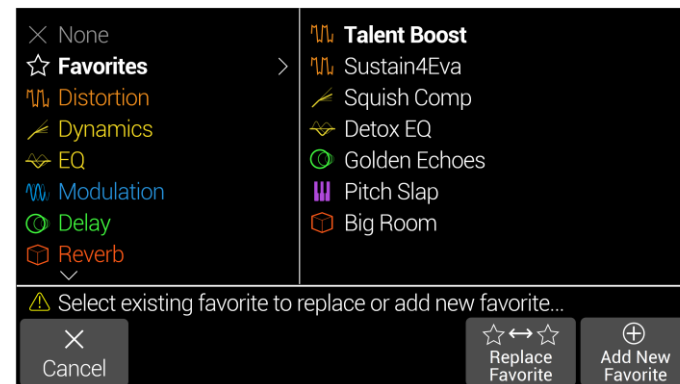 None
Favorites
Distortion
Dynamics
EQ
Modulation
Delay
Reverb
Talent Boost
Sustain4Eva
Squish Comp
Detox EQ
Golden Echoes
Pitch Slap
Big Room
Select existing favorite to replace or add new favorite...
Cancel
Replace
Favorite
Add New
Favorite